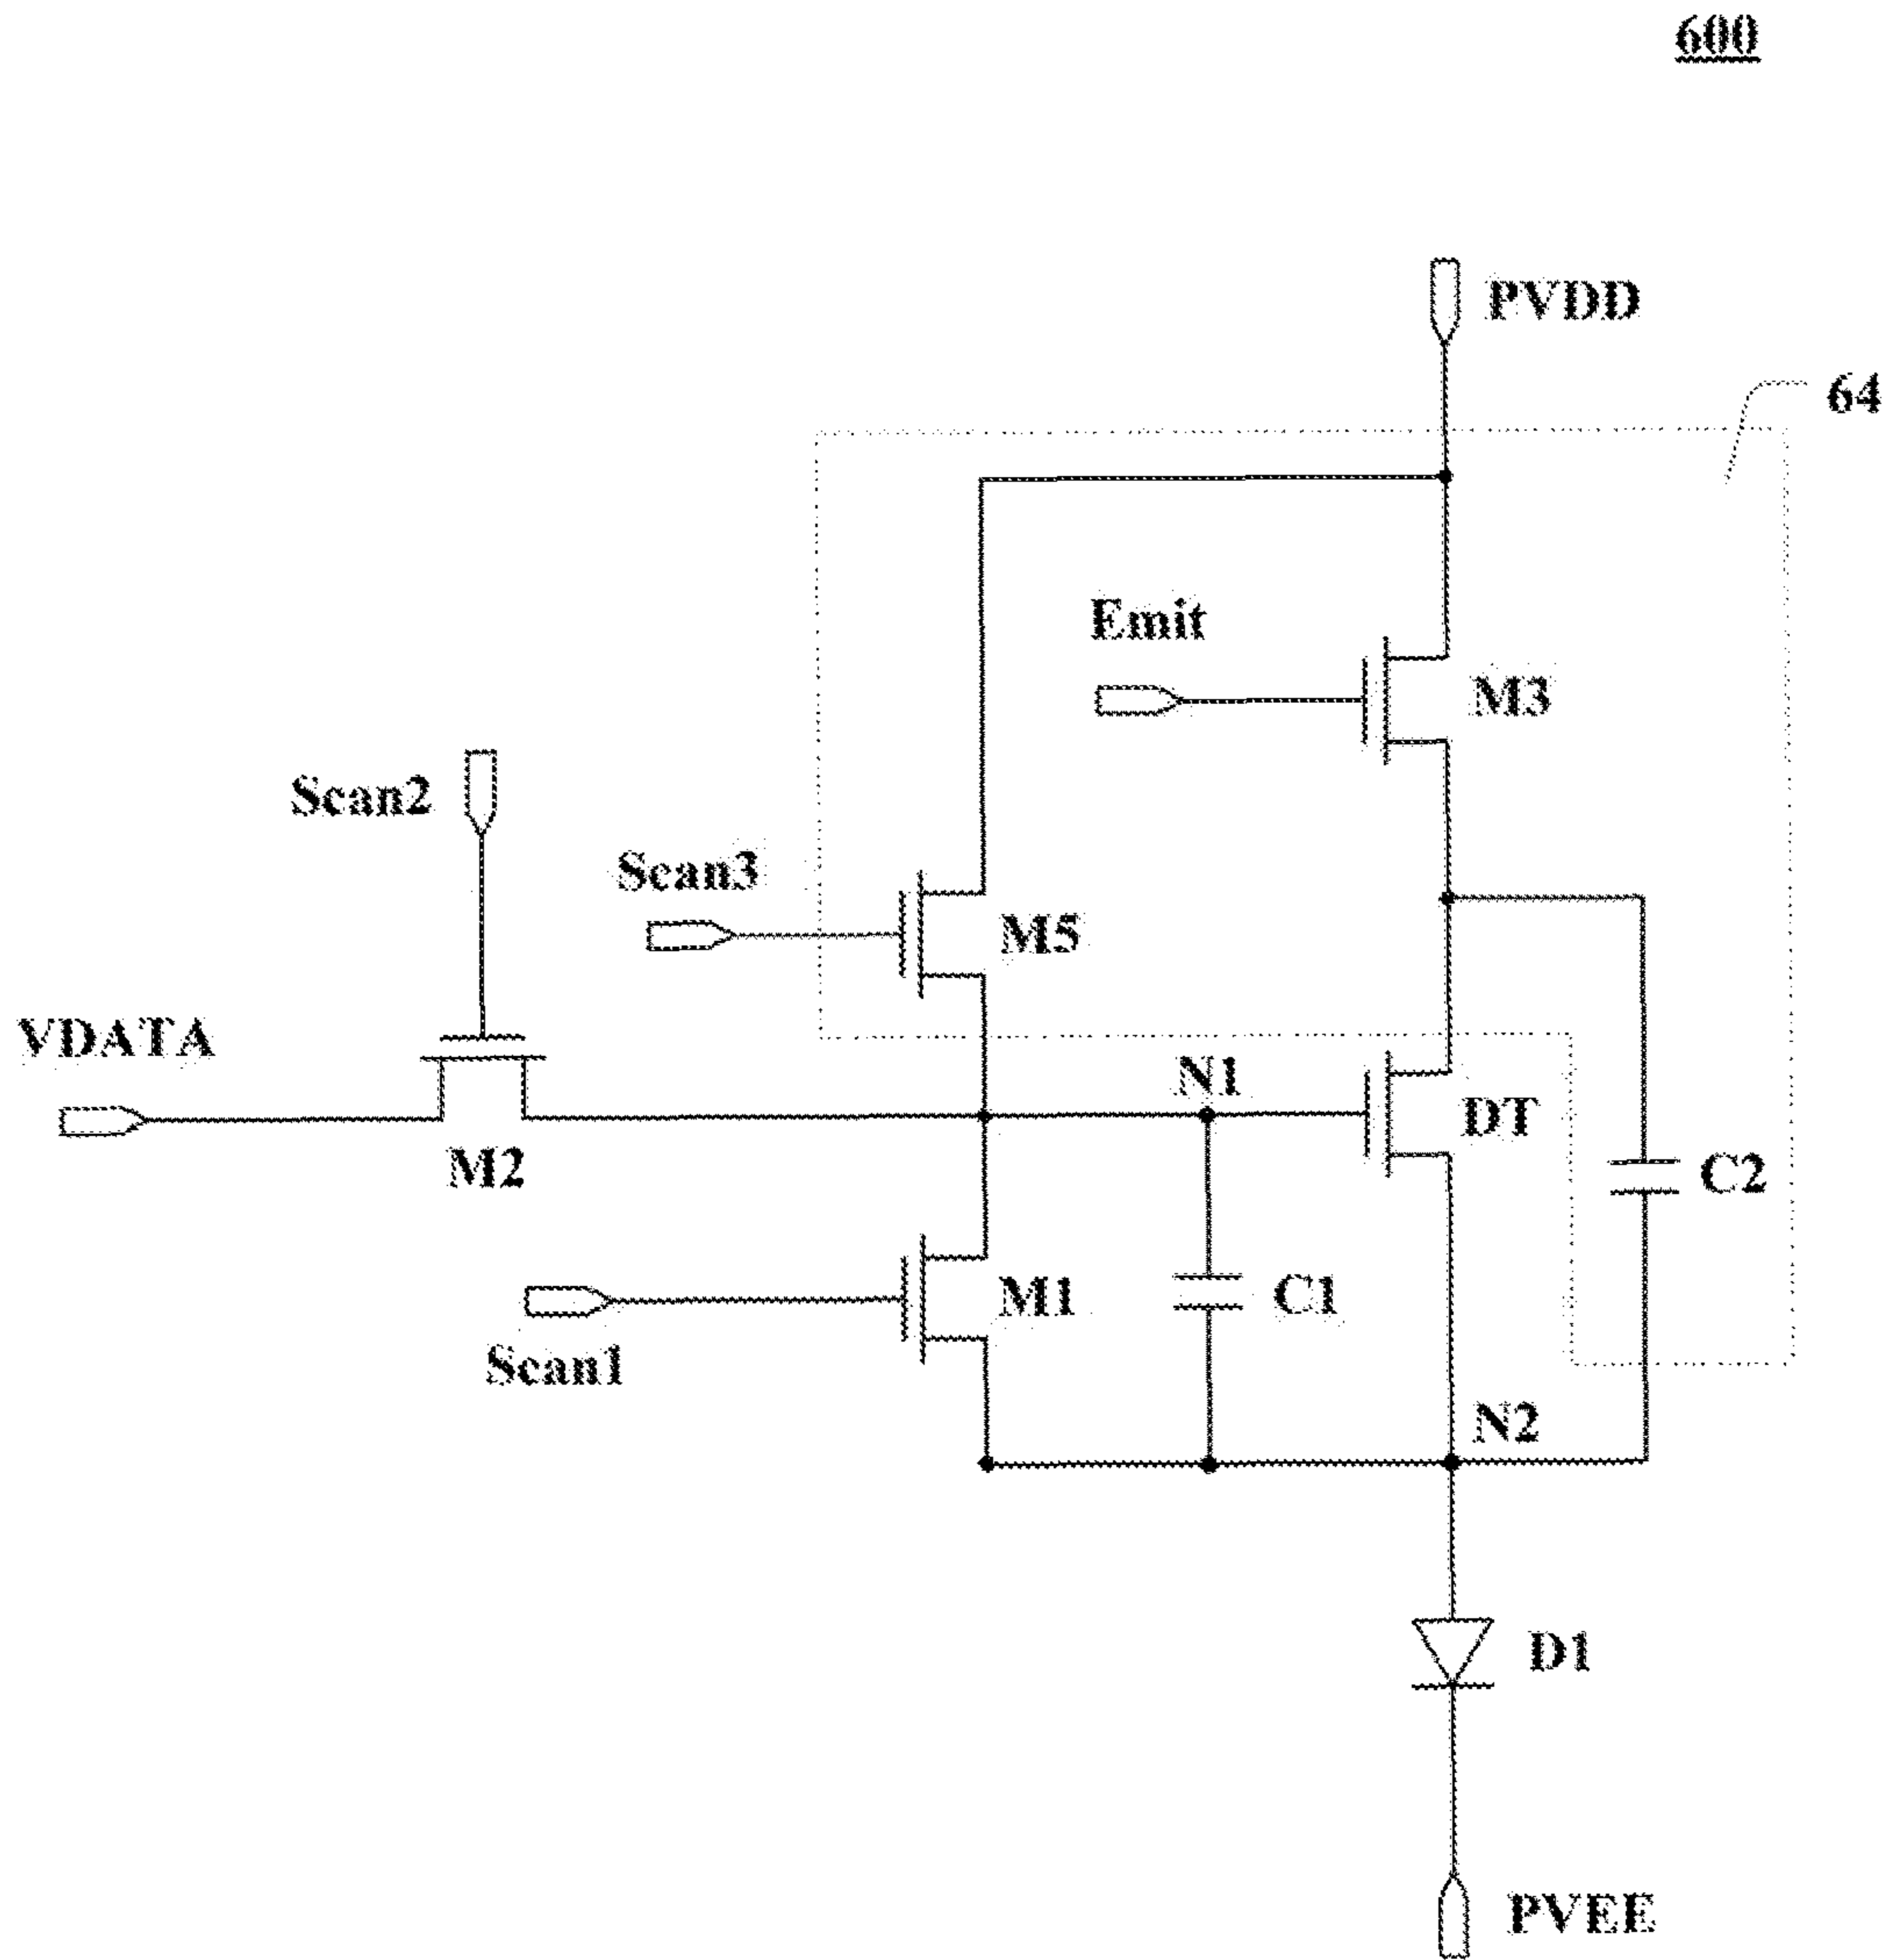 600
PVDD
64
Emit
M3
Scan2
Scan3
M5
VDATA
N1
DT
M2
C2
M1
C1
Scan1
N2
D1
PVEE